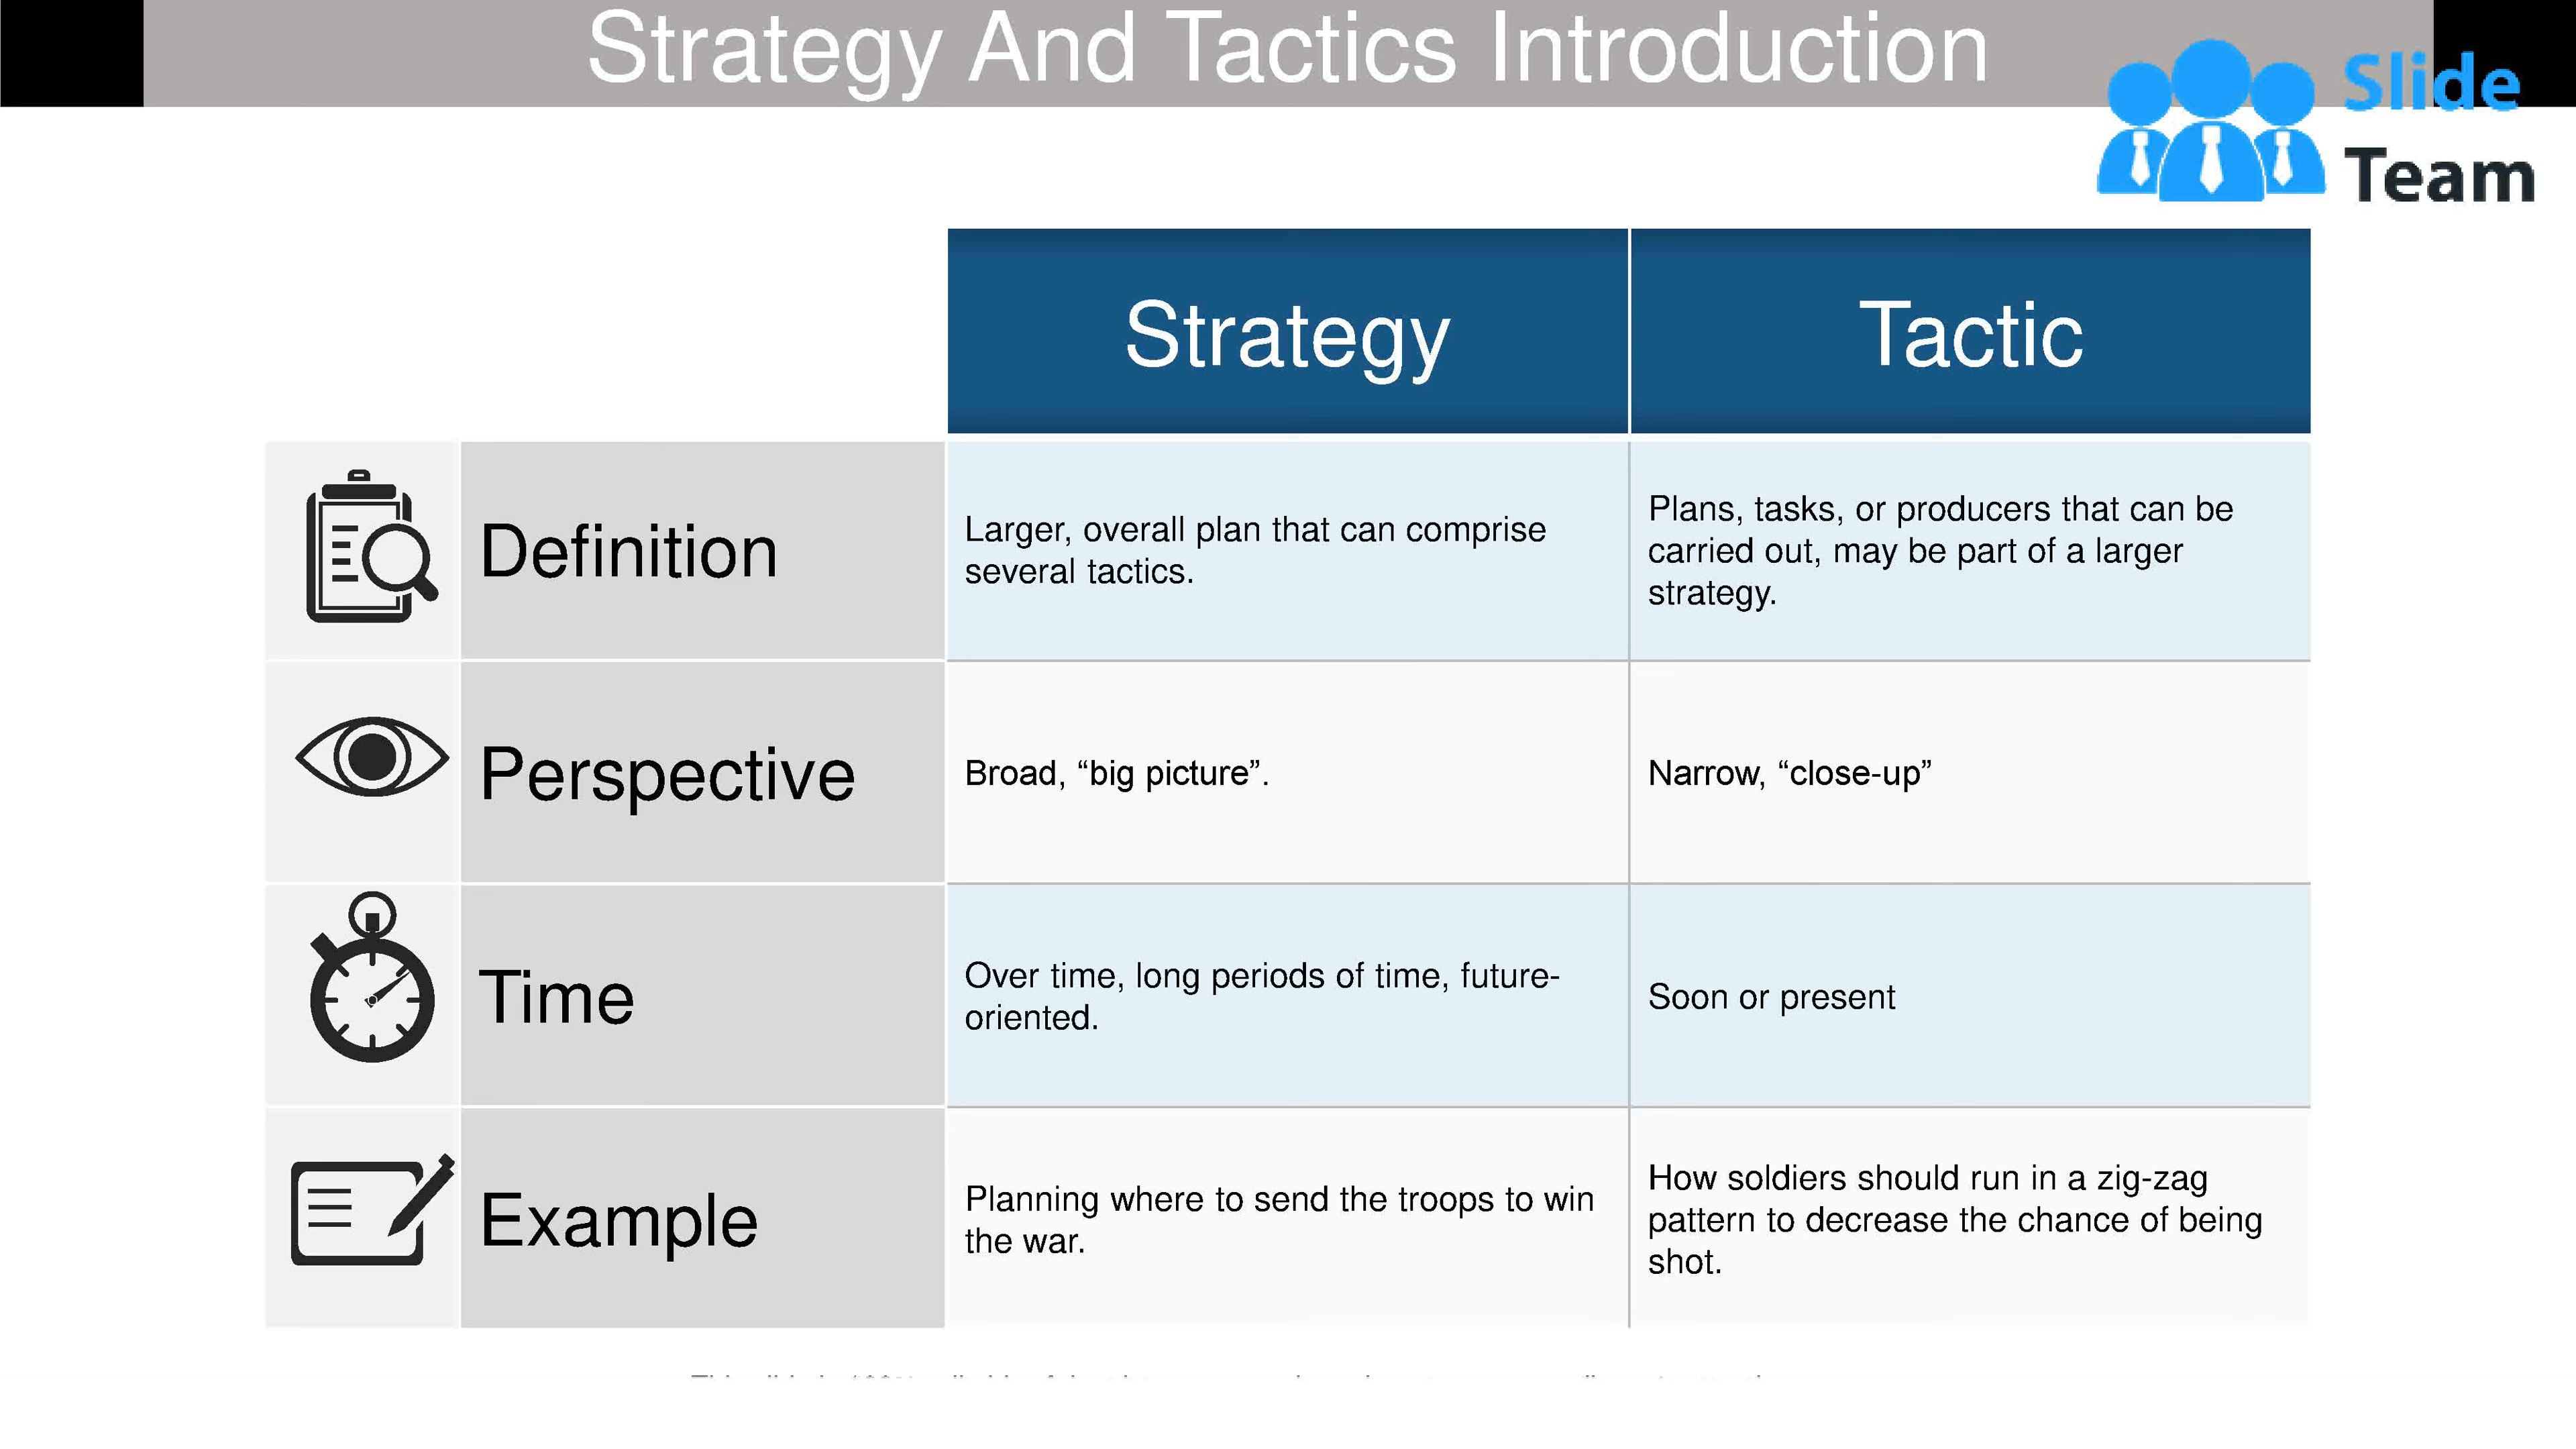 Strategy And Tactics Introduction
Slide
Team
Strategy
Tactic
Definition
Larger, overall plan that can comprise
several tactics.
Plans, tasks, or producers that can be
carried out, may be part of a larger
strategy.
Perspective
Broad, “big picture”.
Narrow, “close-up”
Time
Over time, long periods of time, future-
oriented.
Soon or present
Example
Planning where to send the troops to win
the war.
How soldiers should run in a zig-zag
pattern to decrease the chance of being
shot.